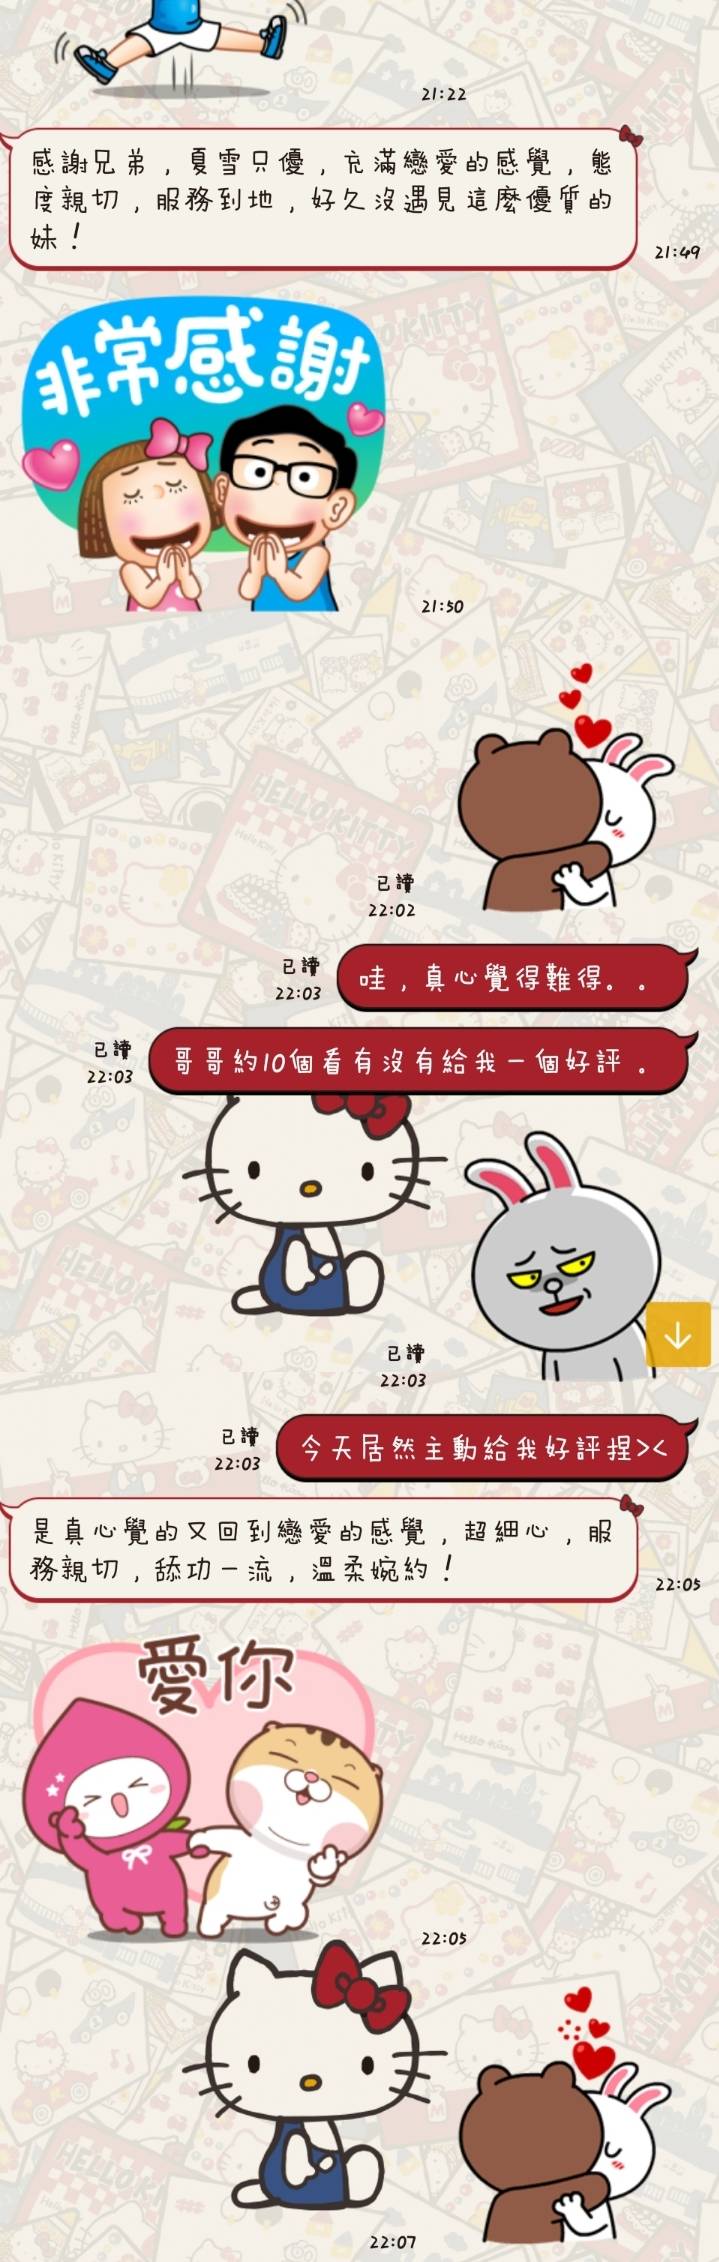 21:22
感謝兄弟，夏雪只優，充滿戀愛的感覺，態
度親切，服務到地，好久沒遇見這麼優質的
妹！
21:49
非常感謝
21:50
已讀
22:02
哇，真心覺得難得。。
已讀
22:03
哥哥約10個看有沒有給我一個好評。
已讀
22:03
已讀
22:03
今天居然主動給我好評捏><
已讀
22:03
是真心覺的又回到戀愛的感覺，超細心，服
務親切，舔功一流，溫柔婉約！
22:05
愛你
22:05
22:07
HELLO KITTY